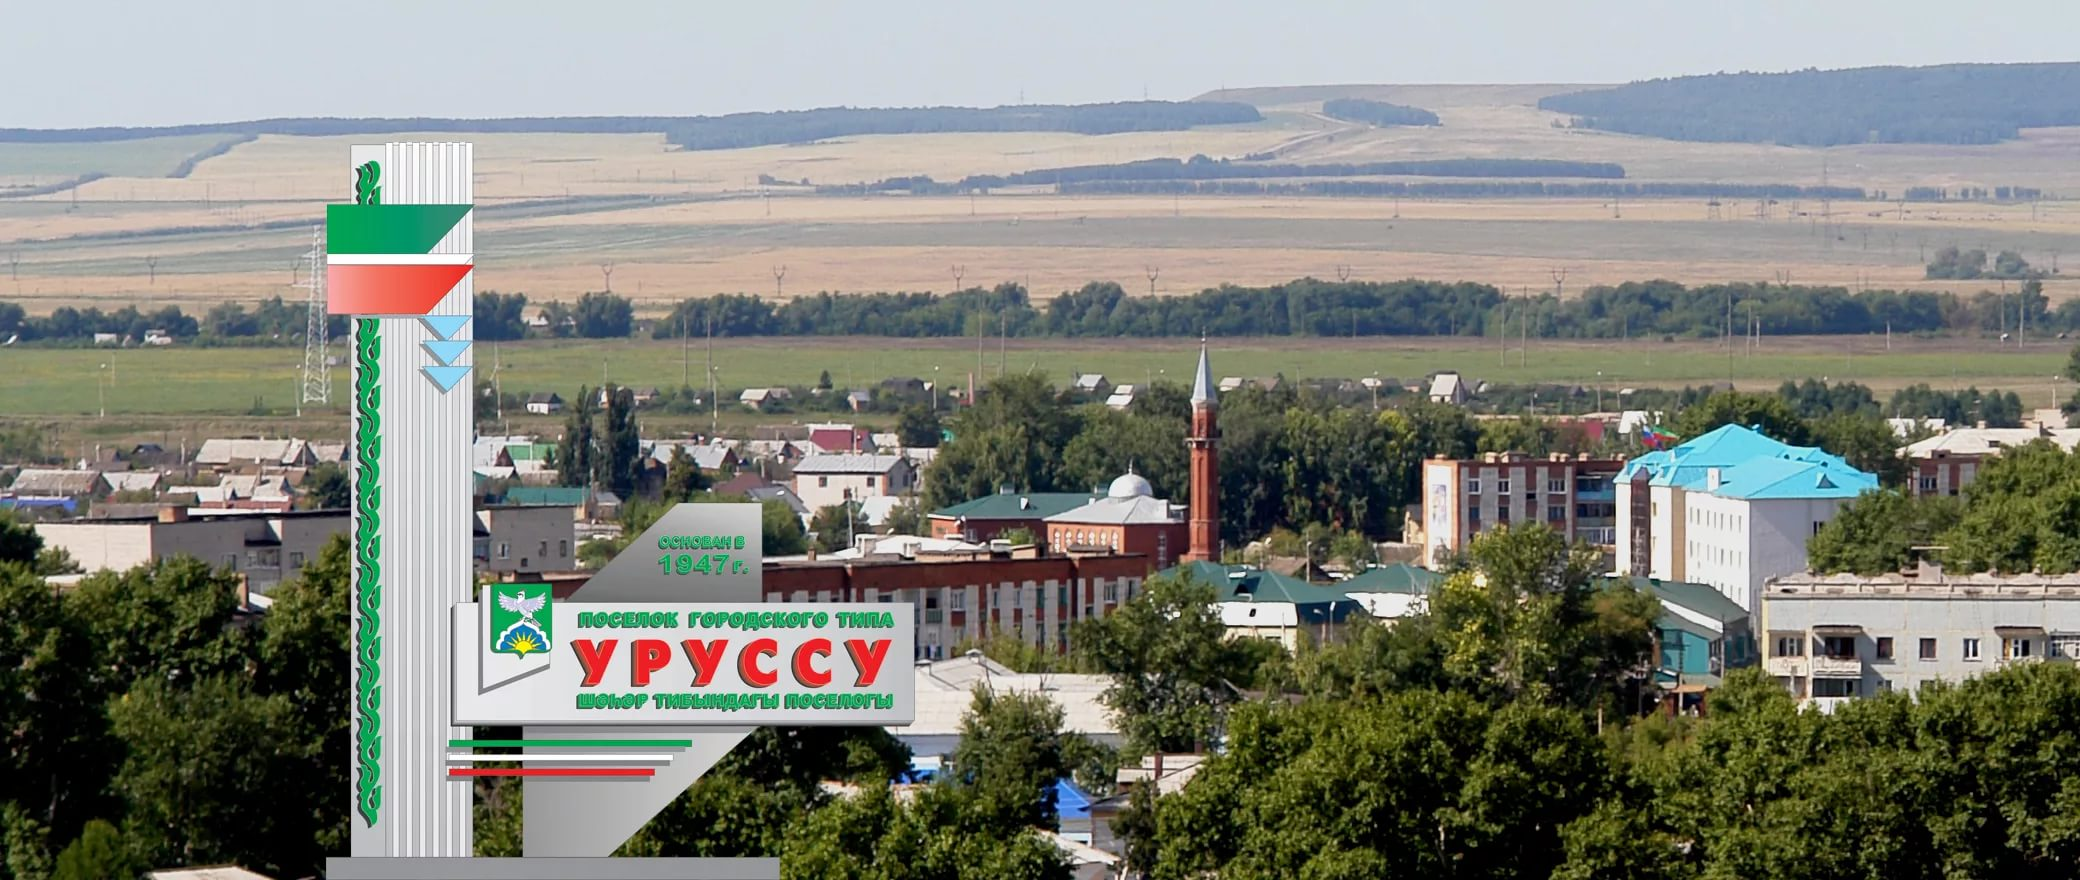 ОСНОВАН В
1947 г.
ПОСЕЛОК ГОРОДСКОГО ТИПА
УРУССУ
ШӘҺӘР ТИБЫНДАГЫ ПОСЕЛОГЫ